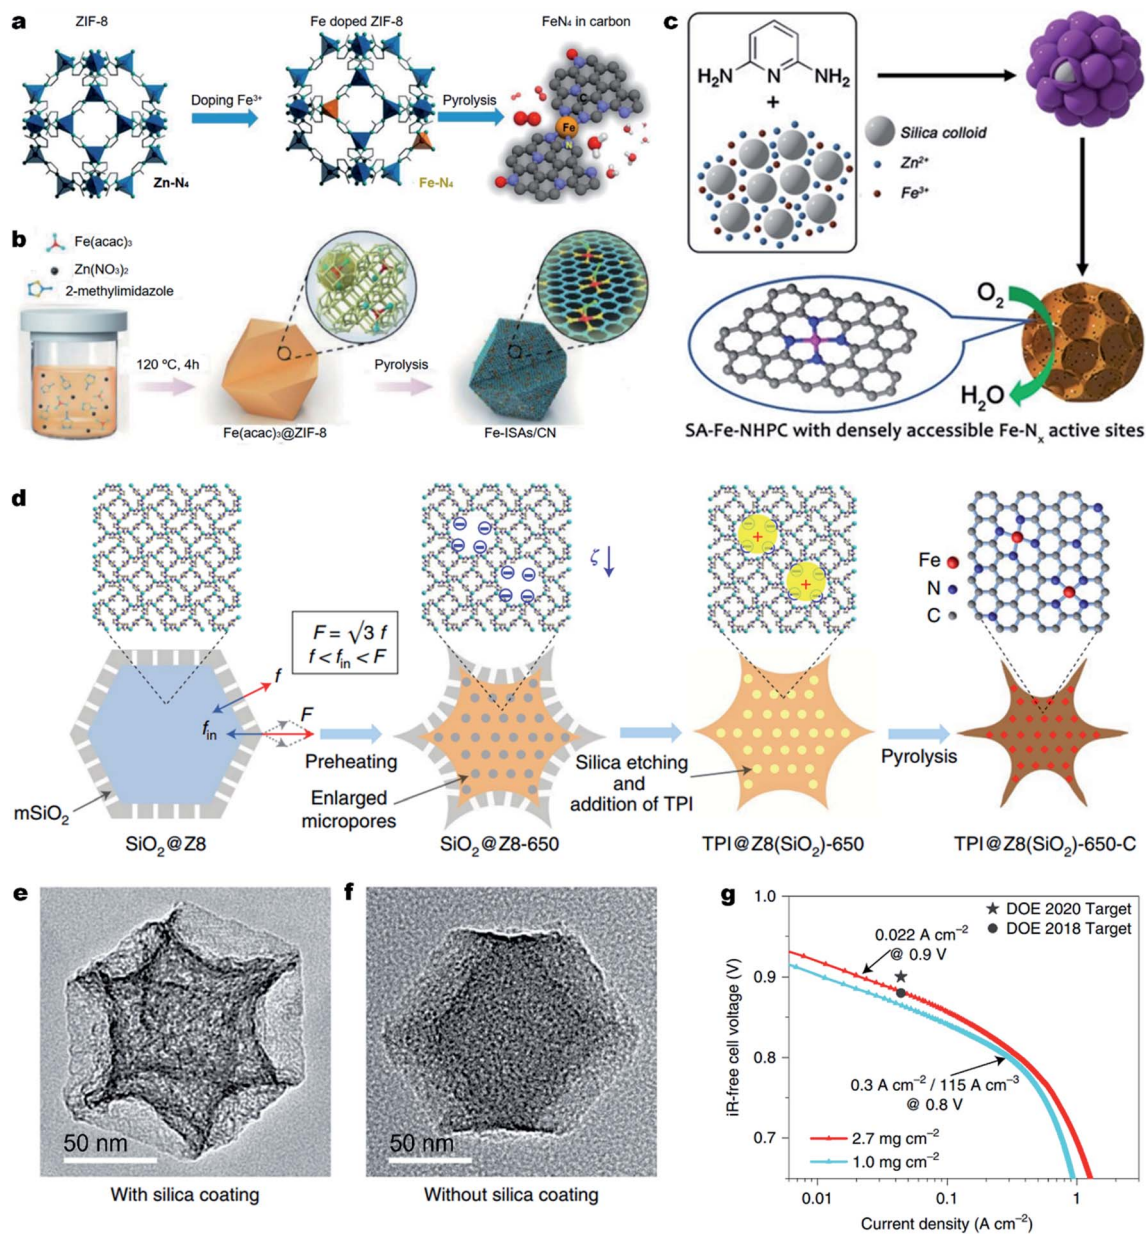 a
ZIF-8
Fe doped ZIF-8
FeN₄ in carbon
Doping Fe³⁺
Pyrolysis
Zn-N₄
Fe-N₄
C
Fe
N
b
Fe(acac)₃
Zn(NO₃)₂
2-methylimidazole
120 ºC, 4h
Pyrolysis
Fe(acac)₃@ZIF-8
Fe-ISAs/CN
c
H₂N
N
NH₂
+
Silica colloid
Zn²⁺
Fe³⁺
O₂
H₂O
SA-Fe-NHPC with densely accessible Fe-Nₓ active sites
d
ζ
+
+
Fe
N
C
F = √3 f
f < f_in < F
f
F
f_in
mSiO₂
Preheating
Enlarged
micropores
Silica etching
and
addition of TPI
Pyrolysis
SiO₂@Z8
SiO₂@Z8-650
TPI@Z8(SiO₂)-650
TPI@Z8(SiO₂)-650-C
e
50 nm
With silica coating
f
50 nm
Without silica coating
g
1.0
0.9
0.8
0.7
iR-free cell voltage (V)
DOE 2020 Target
DOE 2018 Target
0.022 A cm⁻²
@ 0.9 V
0.3 A cm⁻² / 115 A cm⁻³
@ 0.8 V
2.7 mg cm⁻²
1.0 mg cm⁻²
0.01
0.1
1
Current density (A cm⁻²)